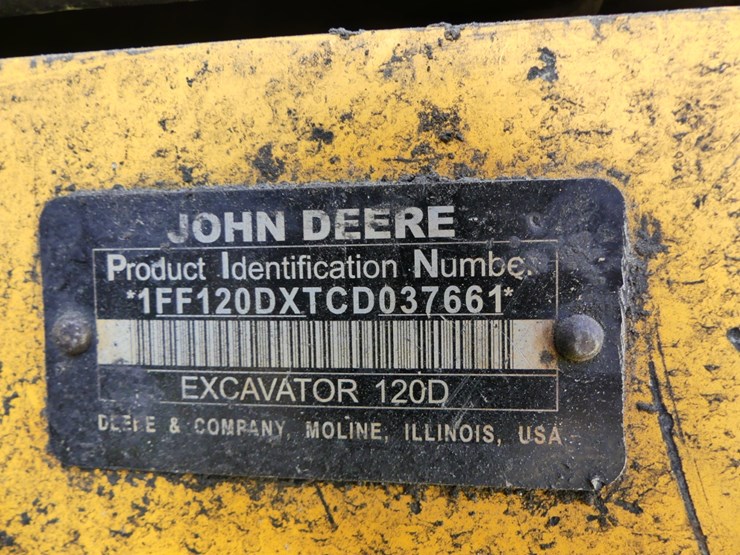 JOHN DEERE
Product Identification Number
*1FF120DXTCD037661*
EXCAVATOR 120D
DEERE & COMPANY, MOLINE, ILLINOIS, USA